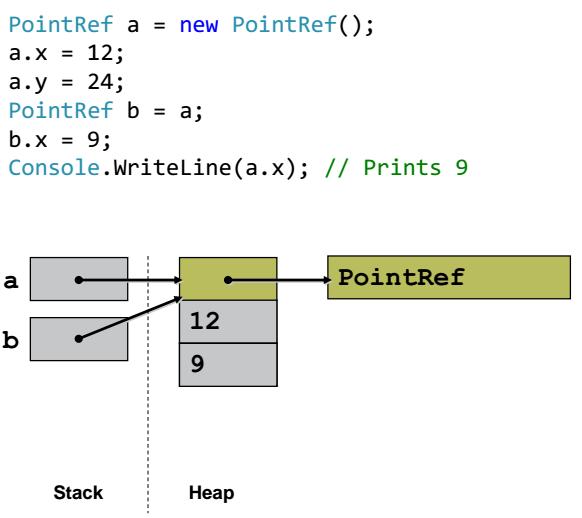 PointRef a = new PointRef();
a.x = 12;
a.y = 24;
PointRef b = a;
b.x = 9;
Console.WriteLine(a.x); // Prints 9
a
PointRef
b
12
9
Stack
Heap